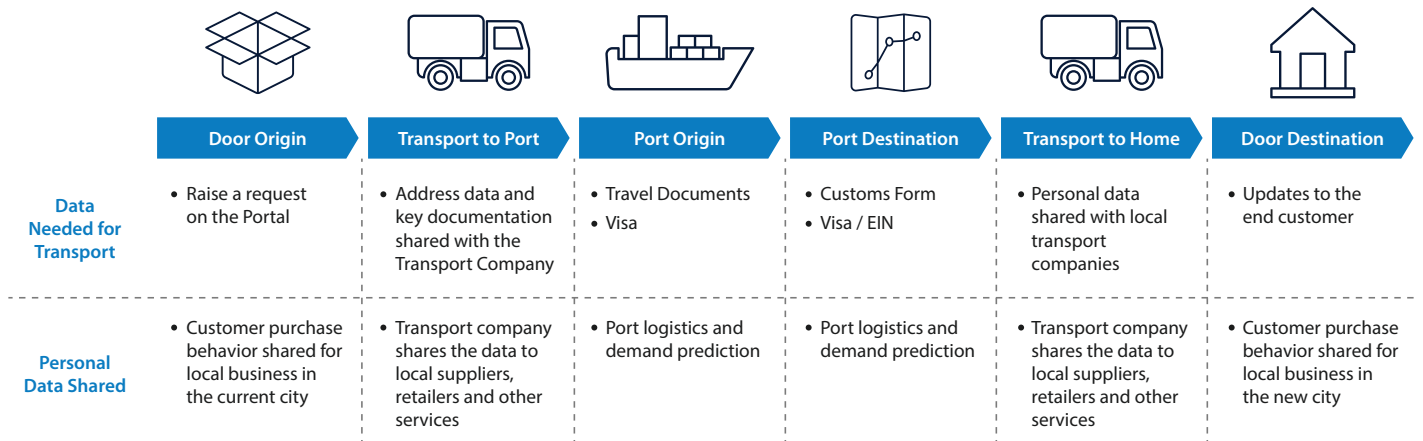 Door Origin
Transport to Port
Port Origin
Port Destination
Transport to Home
Door Destination
Data
Needed for
Transport
• Raise a request
on the Portal
• Address data and
key documentation
shared with the
Transport Company
• Travel Documents
• Visa
• Customs Form
• Visa / EIN
• Personal data
shared with local
transport
companies
• Updates to the
end customer
Personal
Data Shared
• Customer purchase
behavior shared for
local business in
the current city
• Transport company
shares the data to
local suppliers,
retailers and other
services
• Port logistics and
demand prediction
• Port logistics and
demand prediction
• Transport company
shares the data to
local suppliers,
retailers and other
services
• Customer purchase
behavior shared for
local business in
the new city